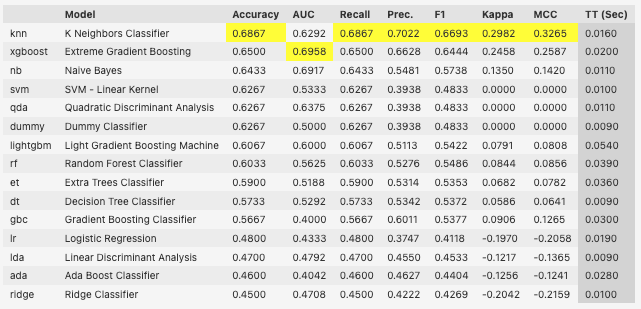 Model Accuracy AUC Recall Prec. F1 Kappa MCC TT (Sec)
knn K Neighbors Classifier 0.6867 0.6292 0.6867 0.7022 0.6693 0.2982 0.3265 0.0160
xgboost Extreme Gradient Boosting 0.6500 0.6958 0.6500 0.6628 0.6444 0.2458 0.2587 0.0200
nb Naive Bayes 0.6433 0.6917 0.6433 0.5481 0.5738 0.1350 0.1420 0.0110
svm SVM - Linear Kernel 0.6267 0.5333 0.6267 0.3938 0.4833 0.0000 0.0000 0.0100
qda Quadratic Discriminant Analysis 0.6267 0.6375 0.6267 0.3938 0.4833 0.0000 0.0000 0.0110
dummy Dummy Classifier 0.6267 0.5000 0.6267 0.3938 0.4833 0.0000 0.0000 0.0090
lightgbm Light Gradient Boosting Machine 0.6067 0.6000 0.6067 0.5113 0.5422 0.0791 0.0808 0.0540
rf Random Forest Classifier 0.6033 0.5625 0.6033 0.5276 0.5486 0.0844 0.0856 0.0390
et Extra Trees Classifier 0.5900 0.5188 0.5900 0.5314 0.5353 0.0682 0.0782 0.0360
dt Decision Tree Classifier 0.5733 0.5292 0.5733 0.5342 0.5372 0.0586 0.0641 0.0090
gbc Gradient Boosting Classifier 0.5667 0.4000 0.5667 0.6011 0.5377 0.0906 0.1265 0.0300
lr Logistic Regression 0.4800 0.4333 0.4800 0.3747 0.4118 -0.1970 -0.2058 0.0190
lda Linear Discriminant Analysis 0.4700 0.4792 0.4700 0.4550 0.4533 -0.1217 -0.1365 0.0090
ada Ada Boost Classifier 0.4600 0.4042 0.4600 0.4627 0.4404 -0.1256 -0.1241 0.0280
ridge Ridge Classifier 0.4500 0.4708 0.4500 0.4222 0.4269 -0.2042 -0.2159 0.0100